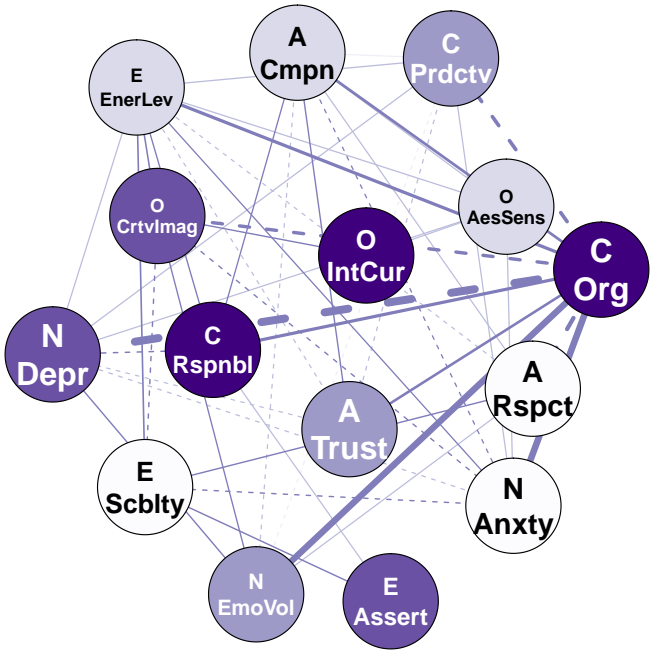 A
Cmpn
C
Prdctv
E
EnerLev
O
CrtvImag
O
AesSens
O
IntCur
C
Org
N
Depr
C
Rspnbl
A
Rspct
A
Trust
E
Scblty
N
Anxty
N
EmoVol
E
Assert